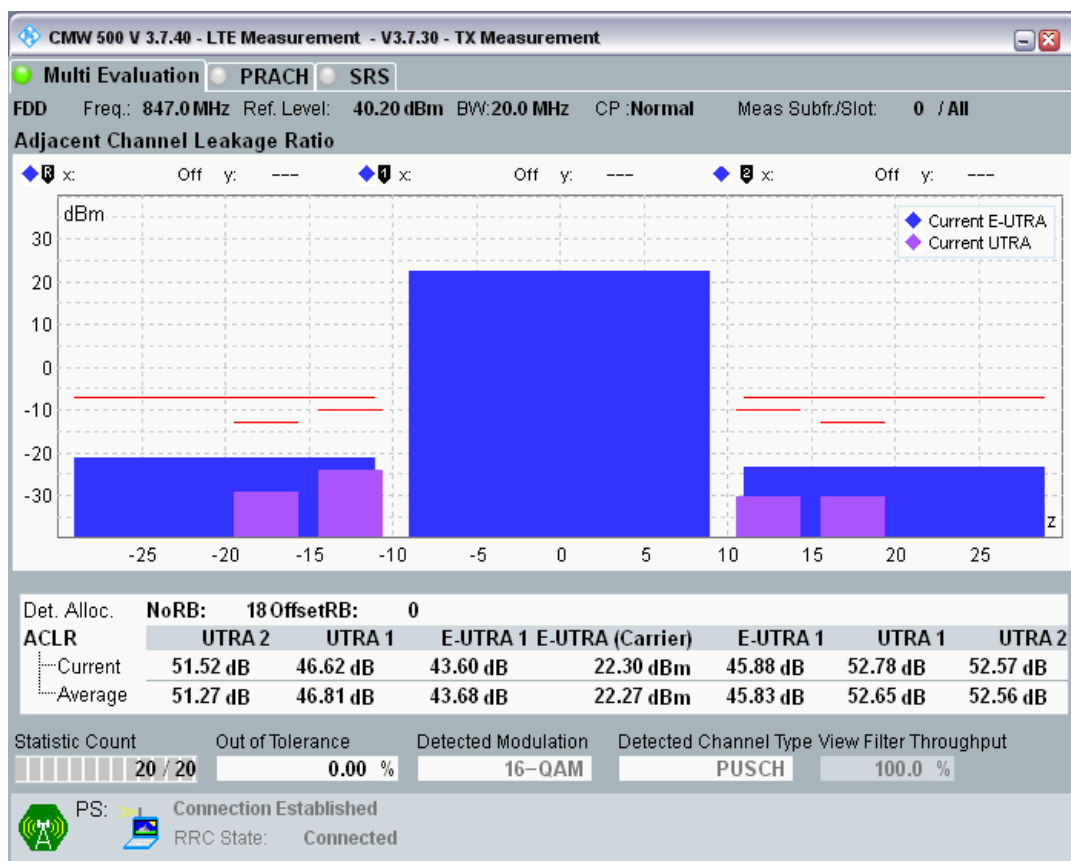 CMW 500 V 3.7.40 - LTE Measurement - V3.7.30 - TX Measurement
Multi Evaluation PRACH SRS
FDD Freq.: 847.0 MHz Ref. Level: 40.20 dBm BW:20.0 MHz CP :Normal Meas Subfr./Slot: 0 / All
Adjacent Channel Leakage Ratio
R x: Off y: --- 1 x: Off y: --- 2 x: Off y: ---
dBm
Current E-UTRA
Current UTRA
30
20
10
0
-10
-20
-30
z
-25 -20 -15 -10 -5 0 5 10 15 20 25
Det. Alloc. NoRB: 18 OffsetRB: 0
ACLR UTRA 2 UTRA 1 E-UTRA 1 E-UTRA (Carrier) E-UTRA 1 UTRA 1 UTRA 2
Current 51.52 dB 46.62 dB 43.60 dB 22.30 dBm 45.88 dB 52.78 dB 52.57 dB
Average 51.27 dB 46.81 dB 43.68 dB 22.27 dBm 45.83 dB 52.65 dB 52.56 dB
Statistic Count Out of Tolerance Detected Modulation Detected Channel Type View Filter Throughput
20 / 20 0.00 % 16-QAM PUSCH 100.0 %
PS: Connection Established
RRC State: Connected